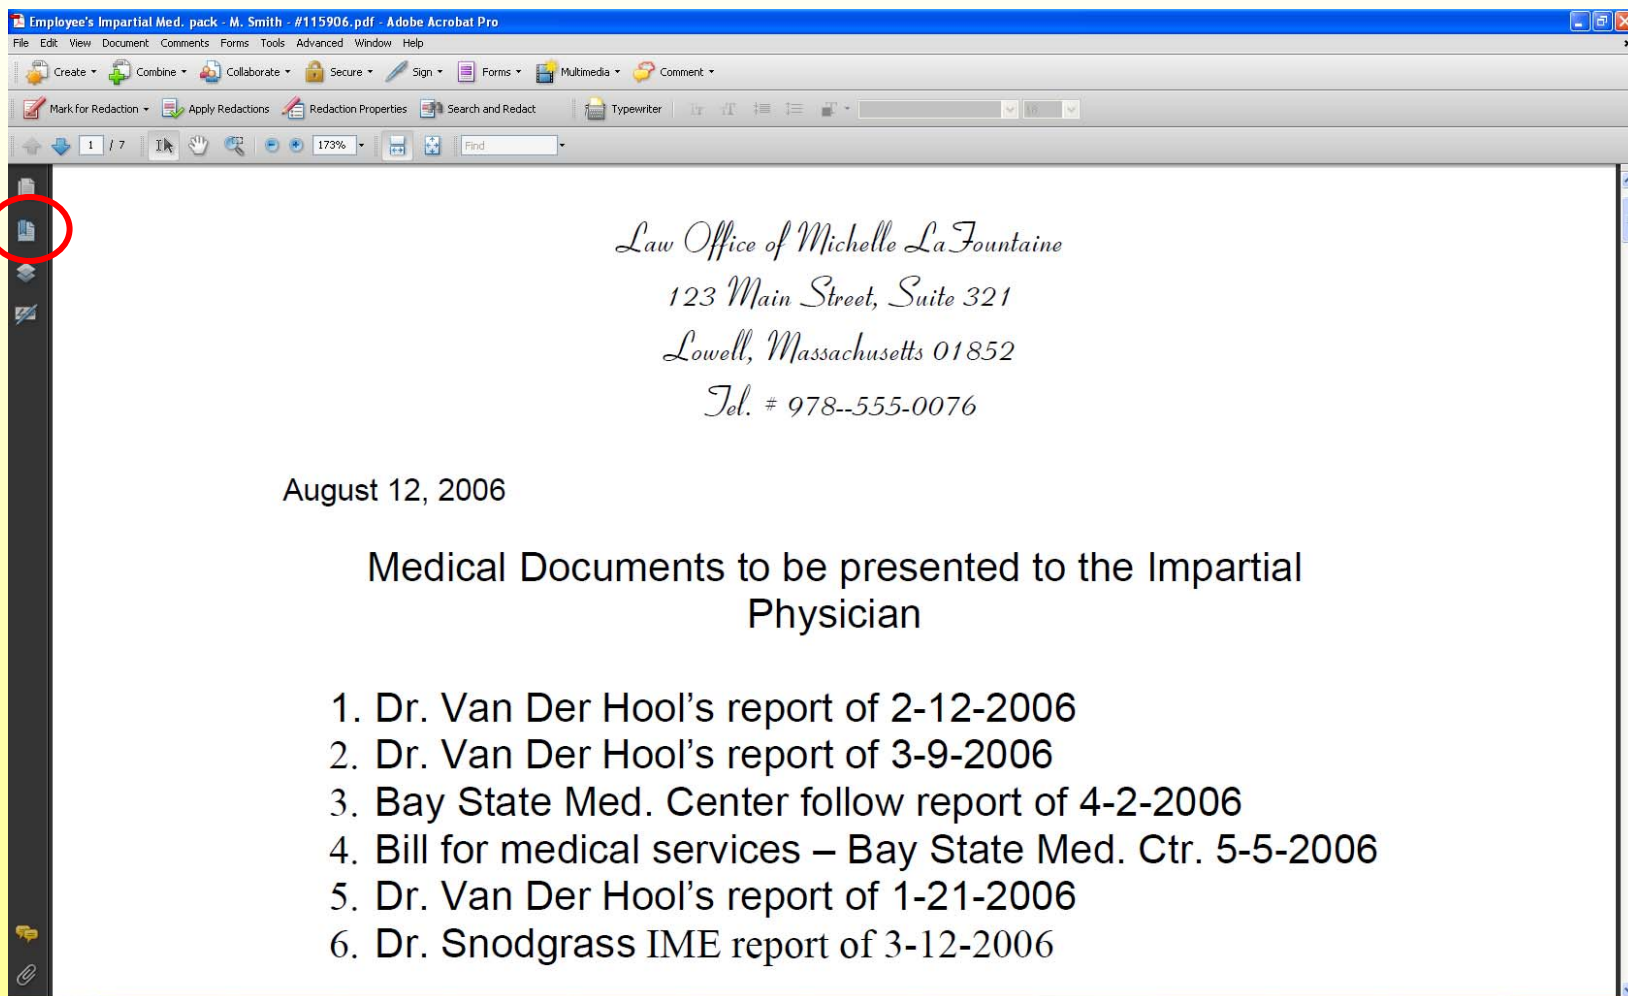 Employee's Impartial Med. pack - M. Smith - #115906.pdf - Adobe Acrobat Pro
File Edit View Document Comments Forms Tools Advanced Window Help
Create Combine Collaborate Secure Sign Forms Multimedia Comment
Mark for Redaction Apply Redactions Redaction Properties Search and Redact Typewriter 18
1 / 7 173% Find
Law Office of Michelle LaFountaine
123 Main Street, Suite 321
Lowell, Massachusetts 01852
Tel. # 978--555-0076
August 12, 2006
Medical Documents to be presented to the Impartial
Physician
1. Dr. Van Der Hool's report of 2-12-2006
2. Dr. Van Der Hool's report of 3-9-2006
3. Bay State Med. Center follow report of 4-2-2006
4. Bill for medical services – Bay State Med. Ctr. 5-5-2006
5. Dr. Van Der Hool's report of 1-21-2006
6. Dr. Snodgrass IME report of 3-12-2006